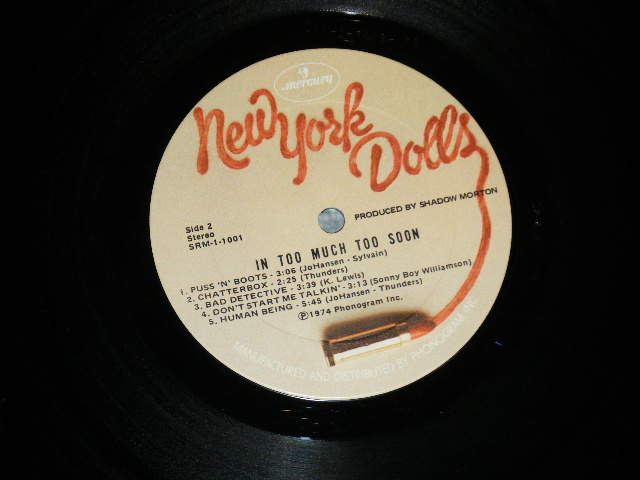 mercury
New York Dolls
PRODUCED BY SHADOW MORTON
Side 2
Stereo
SRM-1-1001
IN TOO MUCH TOO SOON
1. PUSS 'N' BOOTS - 3:06 (JoHansen - Sylvain)
2. CHATTERBOX - 2:25 (Thunders)
3. BAD DETECTIVE - 3:39 (K. Lewis)
4. DON'T START ME TALKIN' - 3:13 (Sonny Boy Williamson)
5. HUMAN BEING - 5:45 (JoHansen - Thunders)
Ⓟ1974 Phonogram Inc.
MANUFACTURED AND DISTRIBUTED BY PHONOGRAM INC.